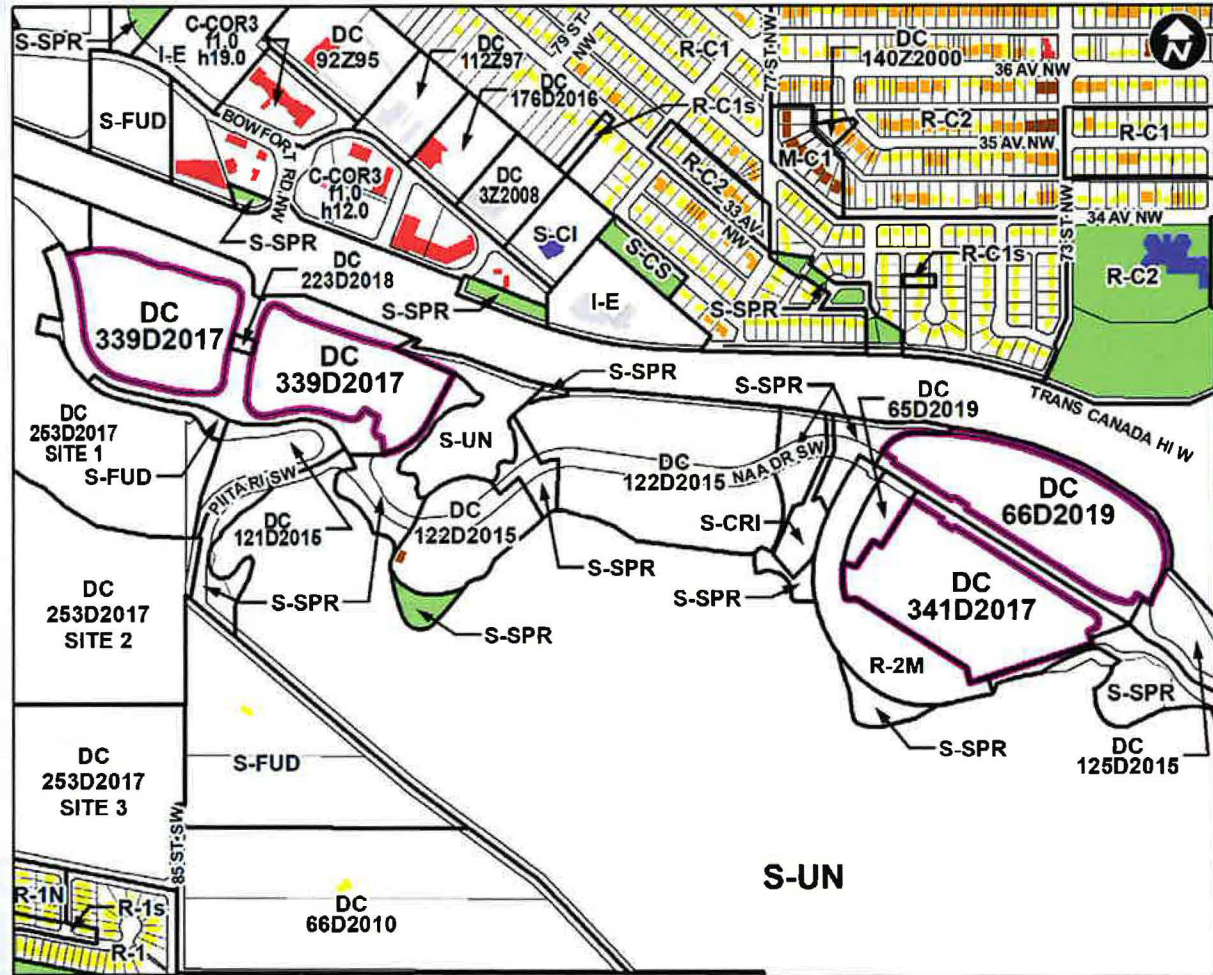 S-SPR
C-COR3
f1.0
h19.0
I-E
DC
92Z95
DC
112Z97
DC
176D2016
79 ST NW
R-C1
77 ST NW
DC
140Z2000
36 AV NW
N
S-FUD
BOWFORT RD NW
R-C1s
R-C2
35 AV NW
R-C1
M-C1
C-COR3
f1.0
h12.0
DC
3Z2008
R-C2
33 AV NW
34 AV NW
73 ST NW
S-SPR
S-CI
S-CS
R-C1s
R-C2
DC
223D2018
S-SPR
I-E
S-SPR
DC
339D2017
DC
339D2017
S-SPR
S-SPR
DC
65D2019
TRANS CANADA HI W
DC
253D2017
SITE 1
S-FUD
S-UN
DC
122D2015
NAA DR SW
DC
66D2019
PIITA RI SW
DC
121D2015
DC
122D2015
S-CRI
S-SPR
S-SPR
S-SPR
DC
341D2017
DC
253D2017
SITE 2
S-SPR
R-2M
S-SPR
S-SPR
DC
125D2015
S-FUD
DC
253D2017
SITE 3
85 ST SW
S-UN
R-1N
R-1s
R-1
DC
66D2010